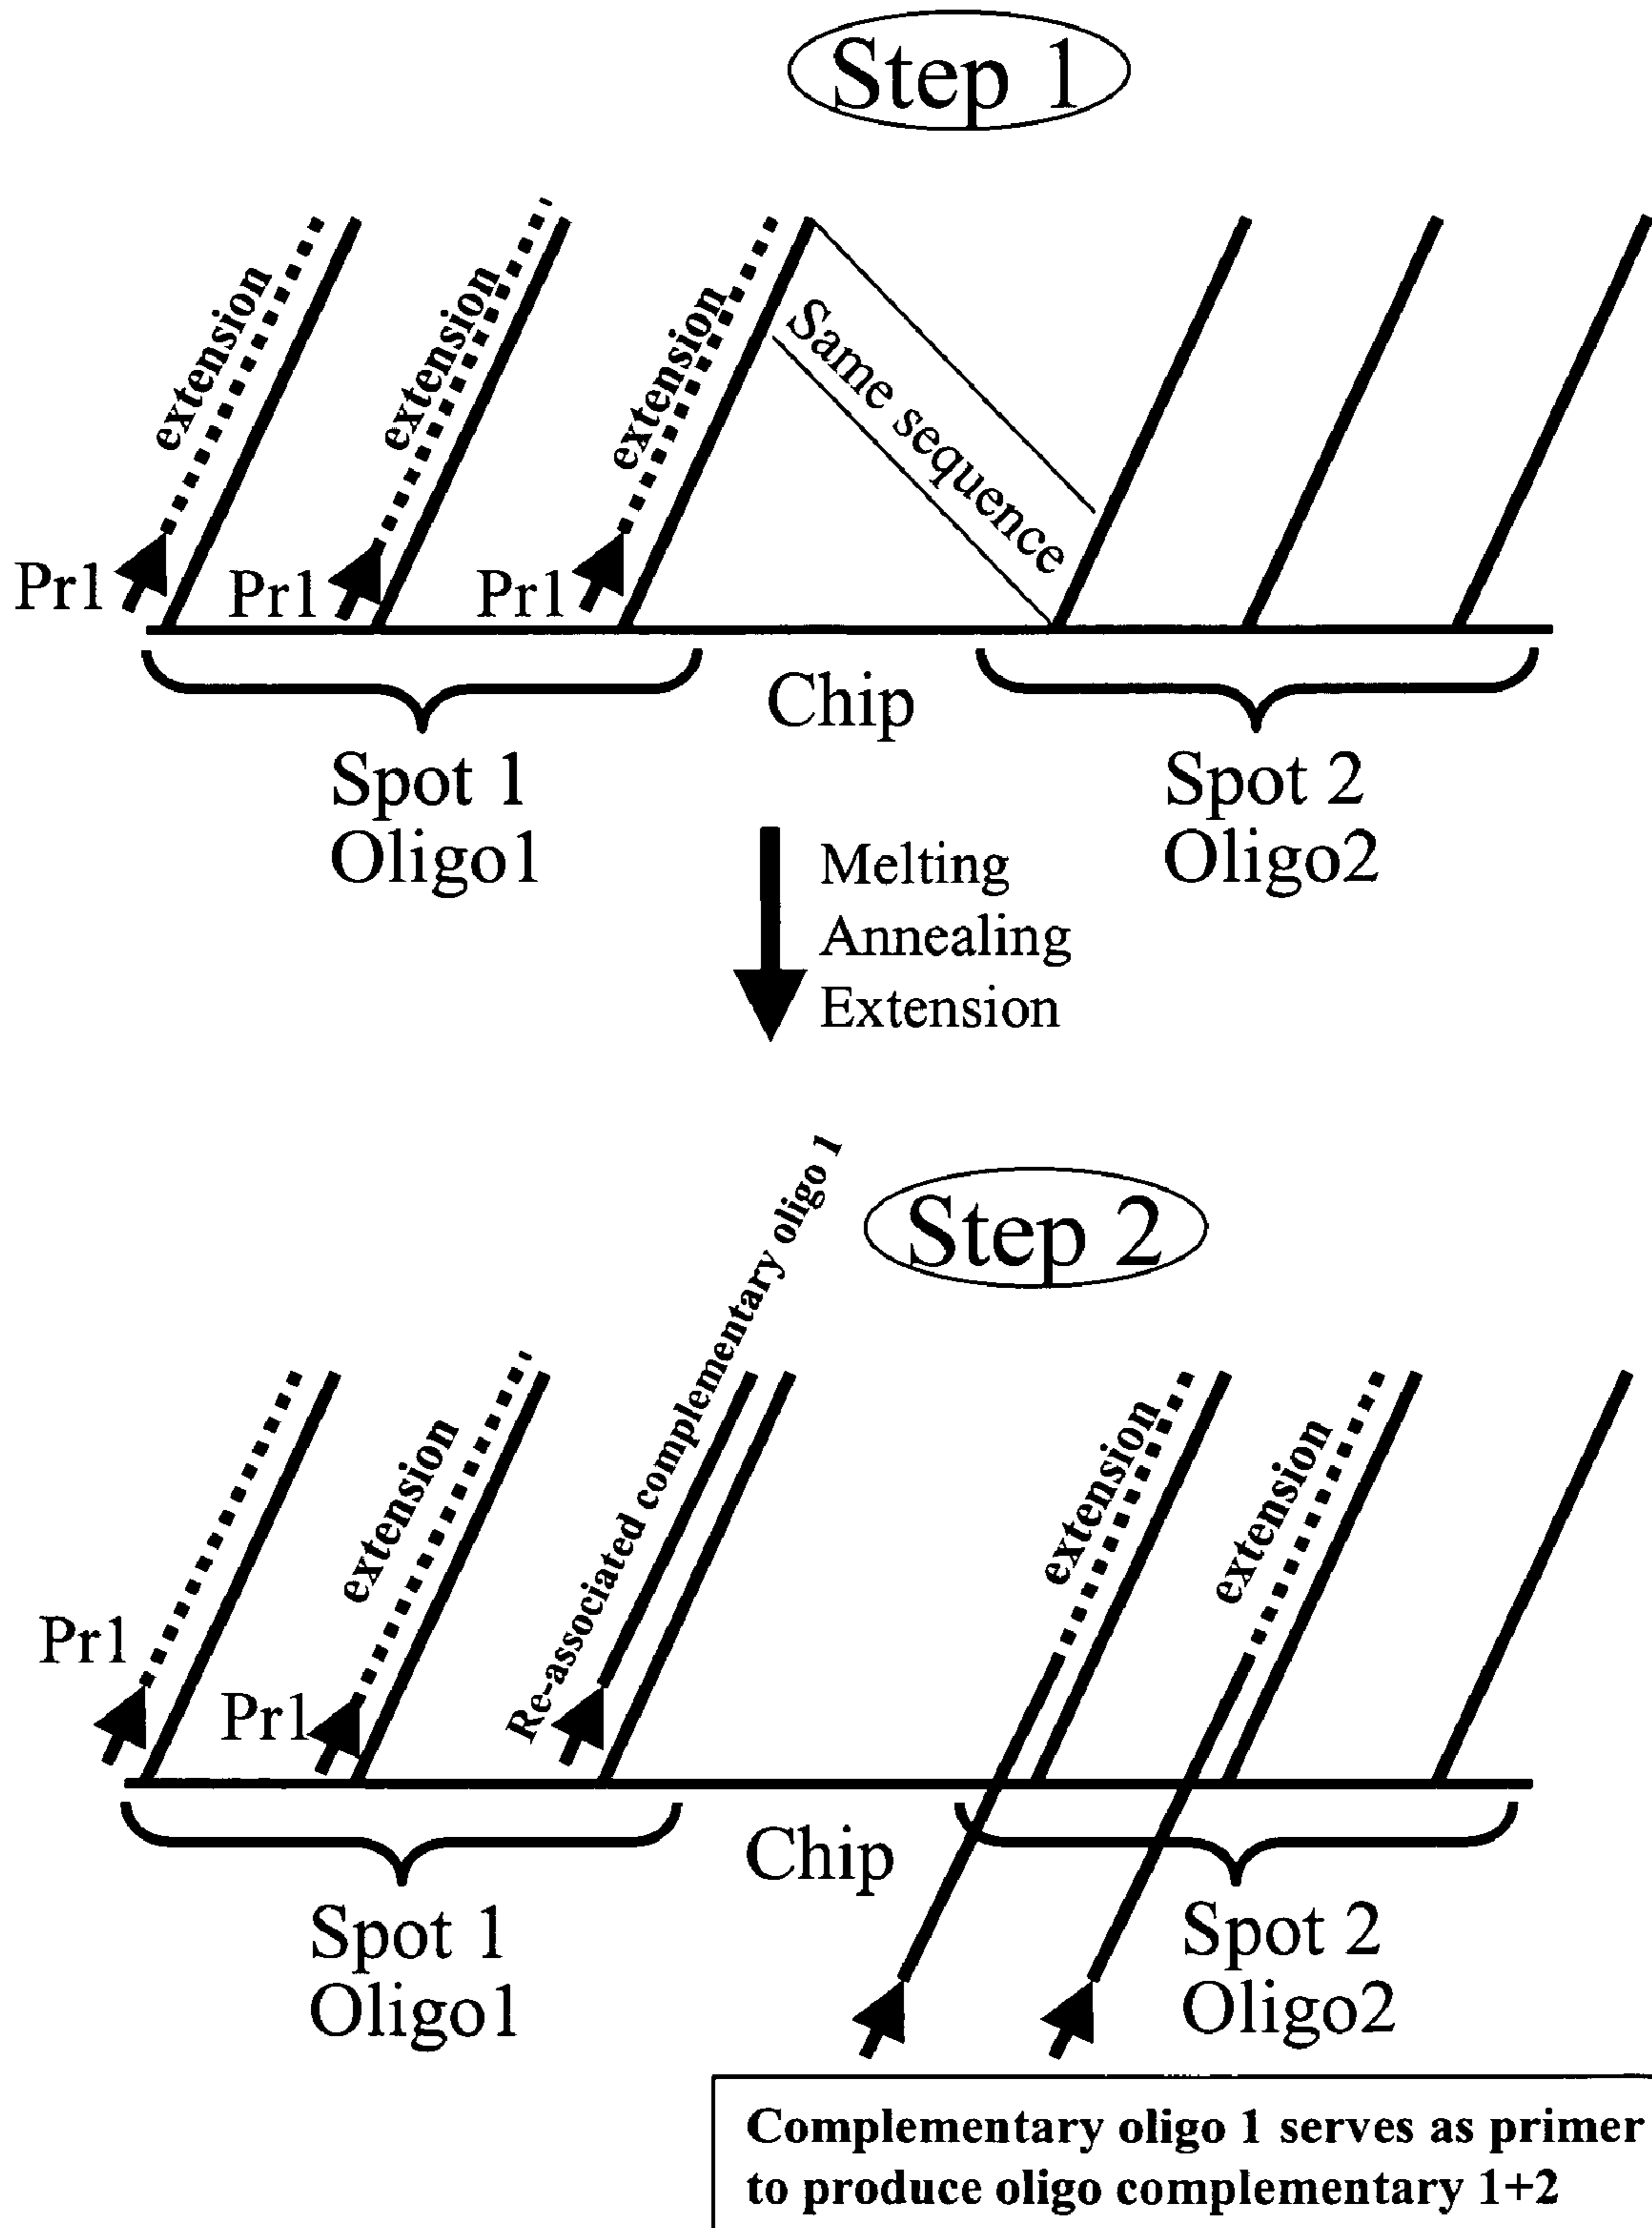 Step 1
extension
extension
extension
Same sequence
Pr1
Pr1
Pr1
Chip
Spot 1
Oligo1
Spot 2
Oligo2
Melting
Annealing
Extension
Step 2
Re-associated complementary oligo 1
extension
extension
extension
Pr1
Pr1
Chip
Spot 1
Oligo1
Spot 2
Oligo2
Complementary oligo 1 serves as primer
to produce oligo complementary 1+2